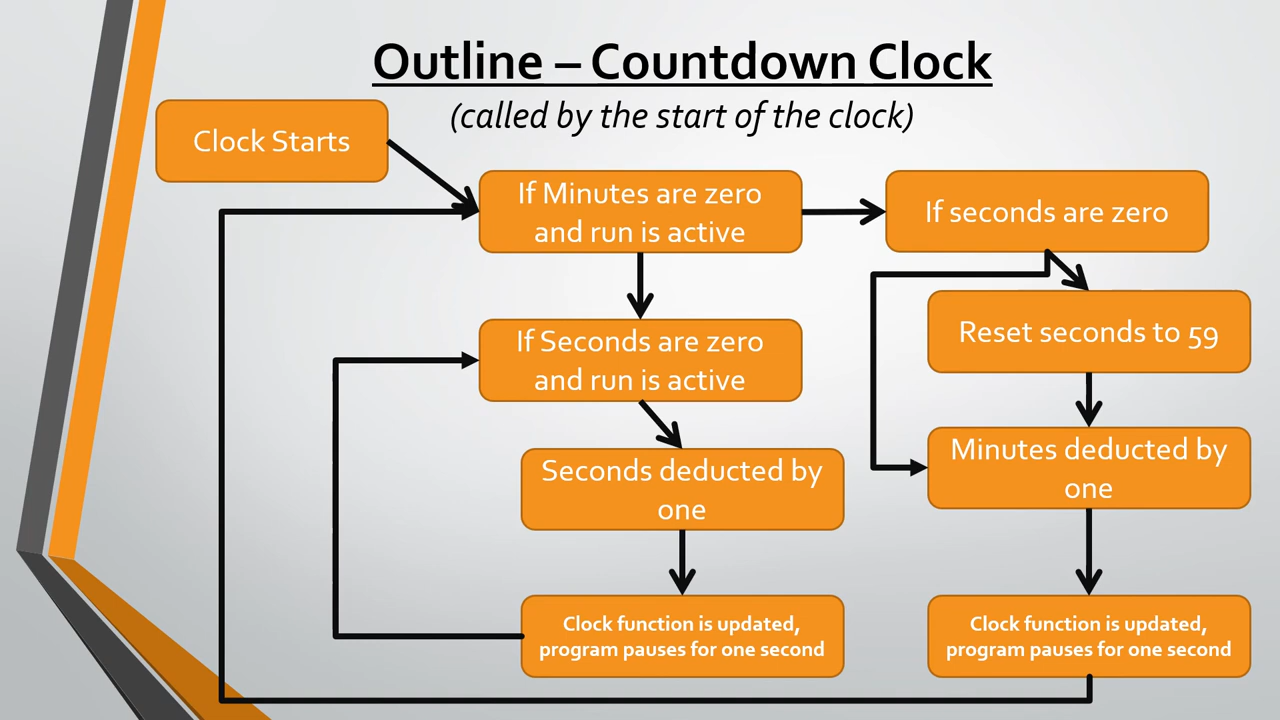 Outline – Countdown Clock
(called by the start of the clock)
Clock Starts
If Minutes are zero
and run is active
If seconds are zero
If Seconds are zero
and run is active
Reset seconds to 59
Seconds deducted by
one
Minutes deducted by
one
Clock function is updated,
program pauses for one second
Clock function is updated,
program pauses for one second